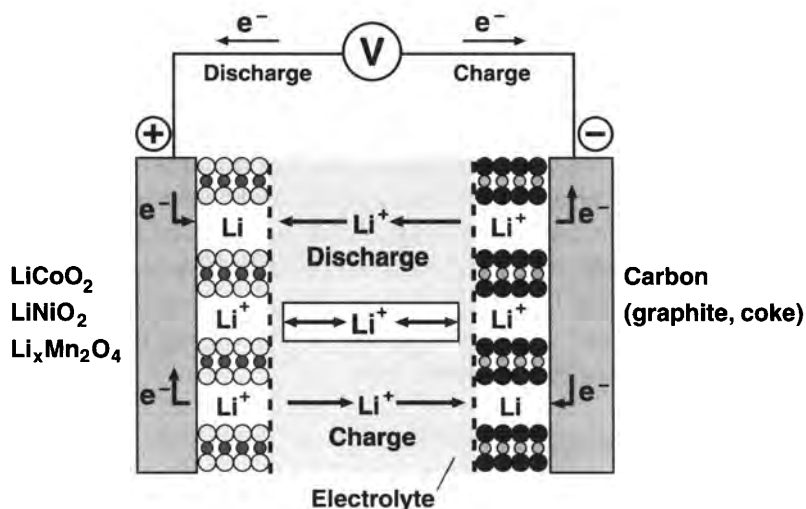 e⁻
e⁻
V
Discharge
Charge
+
−
e⁻
Li
Li⁺
Li⁺
e⁻
Discharge
LiCoO₂
LiNiO₂
LiₓMn₂O₄
Li⁺
Li⁺
Li⁺
Carbon
(graphite, coke)
e⁻
Li⁺
Li⁺
Li
e⁻
Charge
Electrolyte